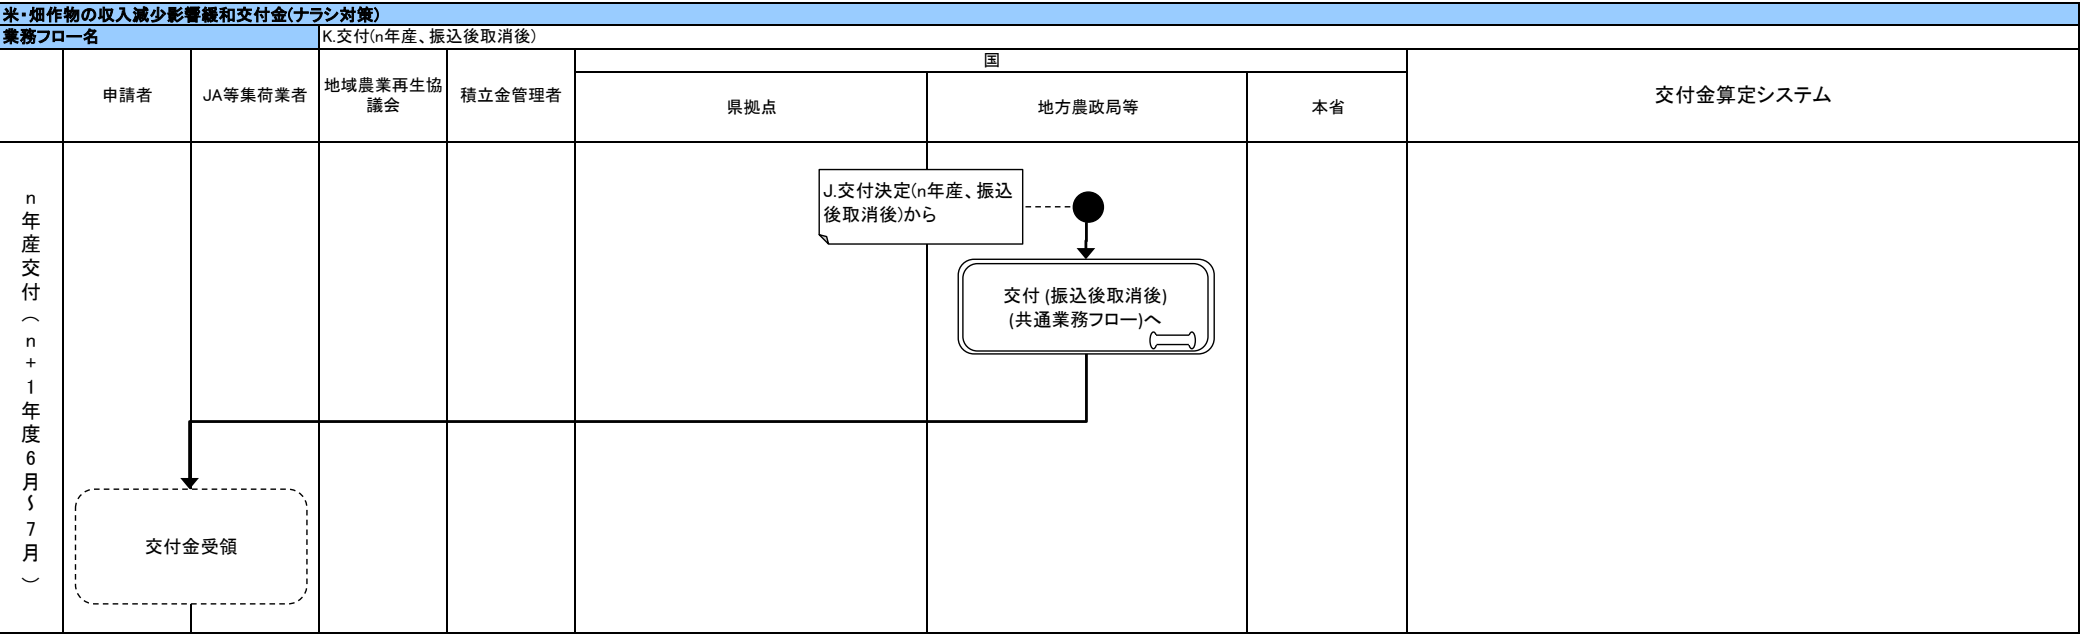 米・畑作物の収入減少影響緩和交付金(ナラシ対策)
業務フロー名
K.交付(n年産、振込後取消後)
申請者
JA等集荷業者
地域農業再生協
議会
積立金管理者
国
県拠点
地方農政局等
本省
交付金算定システム
n年産交付（n+1年度6月～7月）
J.交付決定(n年産、振込
後取消後)から
交付 (振込後取消後)
(共通業務フロー)へ
交付金受領